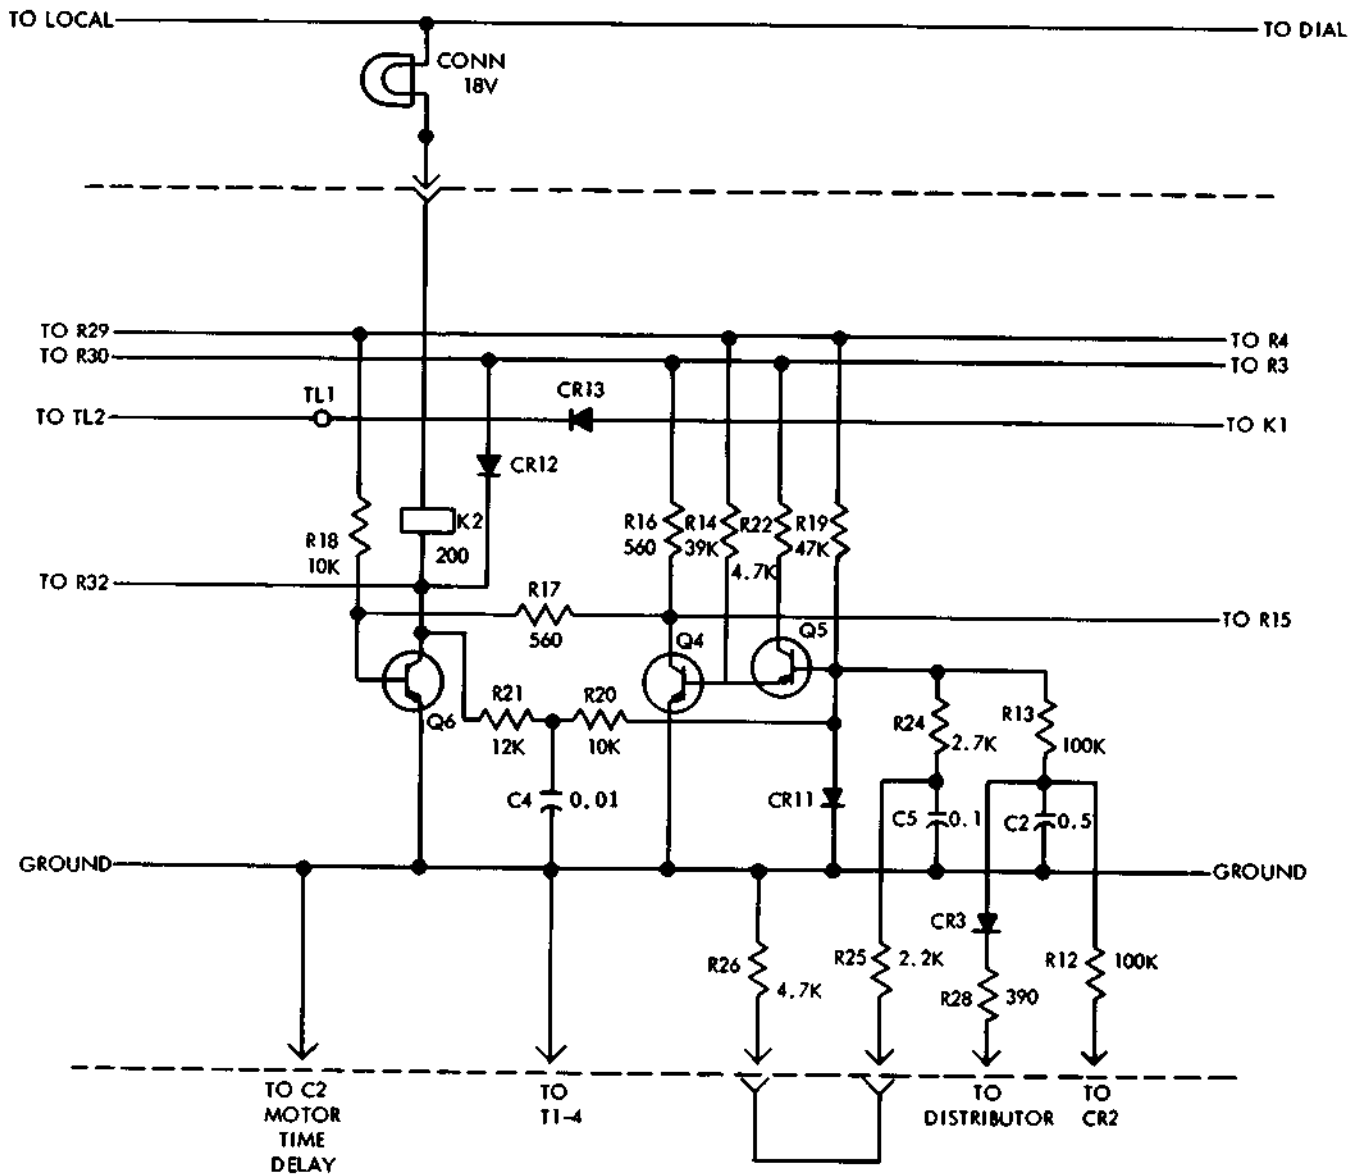 TO LOCAL
TO DIAL
CONN
18V
TO R29
TO R4
TO R30
TO R3
TL1
CR13
TO TL2
TO K1
CR12
R18
10K
K2
200
R16
560
R14
39K
R22
4.7K
R19
47K
TO R32
R17
560
TO R15
Q4
Q5
Q6
R21
12K
R20
10K
R24
2.7K
R13
100K
C4
0.01
CR11
C5
0.1
C2
0.5
GROUND
GROUND
CR3
R26
4.7K
R25
2.2K
R28
390
R12
100K
TO C2
MOTOR
TIME
DELAY
TO
T1-4
TO
DISTRIBUTOR
TO
CR2